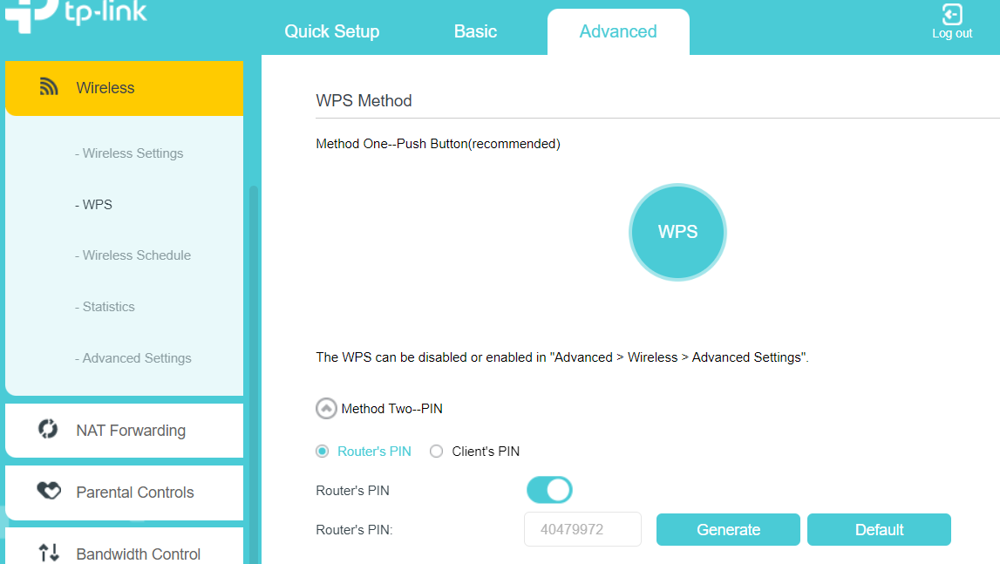 tp-link
Quick Setup Basic Advanced
Log out
Wireless
- Wireless Settings
- WPS
- Wireless Schedule
- Statistics
- Advanced Settings
NAT Forwarding
Parental Controls
Bandwidth Control
WPS Method
Method One--Push Button(recommended)
WPS
The WPS can be disabled or enabled in "Advanced > Wireless > Advanced Settings".
Method Two--PIN
Router's PIN Client's PIN
Router's PIN
Router's PIN: 40479972 Generate Default